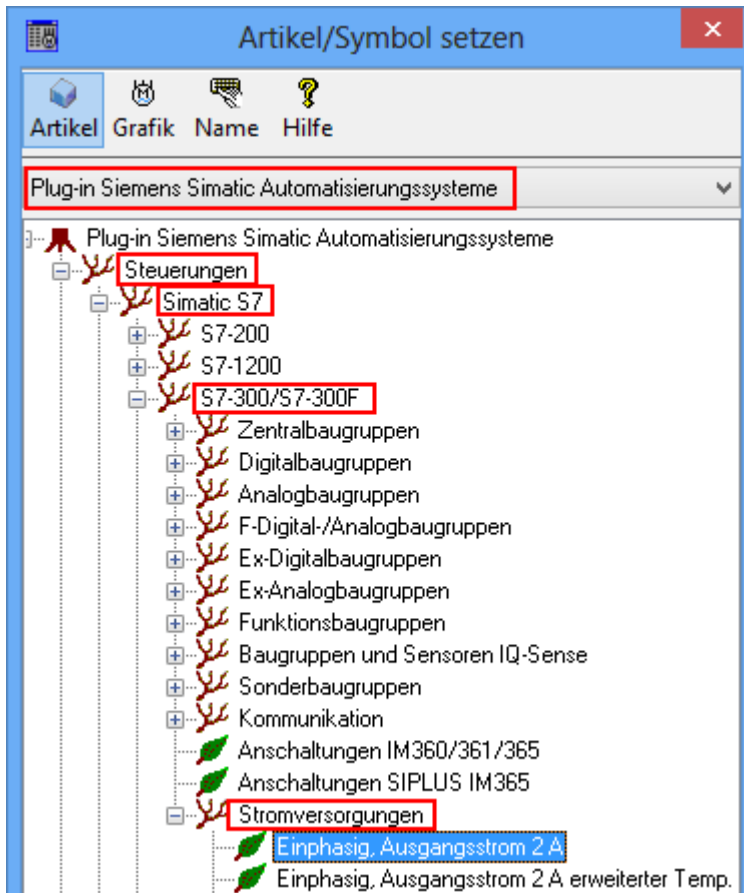 Artikel/Symbol setzen
Artikel Grafik Name Hilfe
Plug-in Siemens Simatic Automatisierungssysteme
Plug-in Siemens Simatic Automatisierungssysteme
Steuerungen
Simatic S7
S7-200
S7-1200
S7-300/S7-300F
Zentralbaugruppen
Digitalbaugruppen
Analogbaugruppen
F-Digital-/Analogbaugruppen
Ex-Digitalbaugruppen
Ex-Analogbaugruppen
Funktionsbaugruppen
Baugruppen und Sensoren IQ-Sense
Sonderbaugruppen
Kommunikation
Anschaltungen IM360/361/365
Anschaltungen SIPLUS IM365
Stromversorgungen
Einphasig, Ausgangsstrom 2 A
Einphasig, Ausgangsstrom 2 A erweiterter Temp.